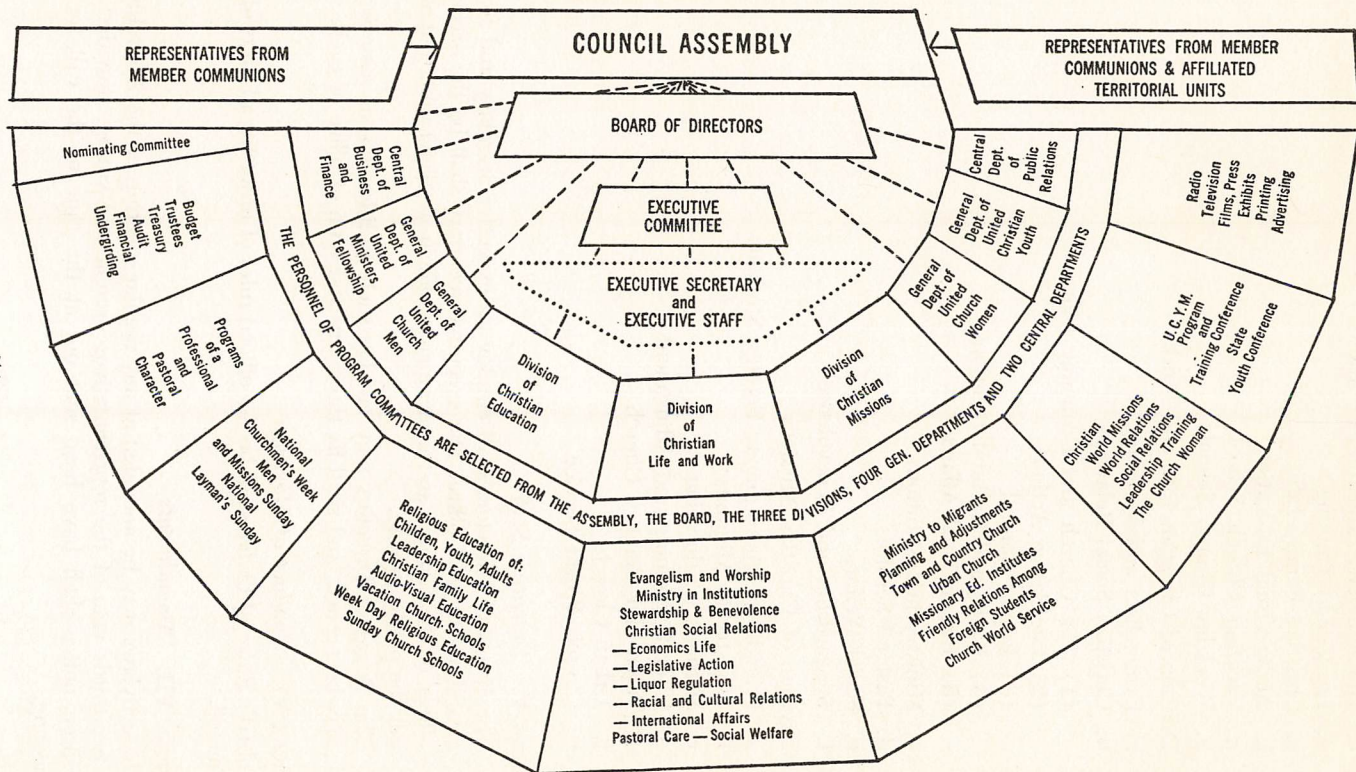 COUNCIL ASSEMBLY
REPRESENTATIVES FROM
MEMBER COMMUNIONS
REPRESENTATIVES FROM MEMBER
COMMUNIONS & AFFILIATED
TERRITORIAL UNITS
BOARD OF DIRECTORS
EXECUTIVE
COMMITTEE
EXECUTIVE SECRETARY
and
EXECUTIVE STAFF
Central
Dept. of
Business
and
Finance
General
Dept. of
United
Ministers
Fellowship
General
Dept. of
United
Church
Men
Division
of
Christian
Education
Division
of
Christian
Life and Work
Division
of
Christian
Missions
General
Dept. of
United
Church
Women
General
Dept. of
United
Christian
Youth
Central
Dept.
of
Public
Relations
THE PERSONNEL OF PROGRAM COMMITTEES ARE SELECTED FROM THE ASSEMBLY, THE BOARD, THE THREE DIVISIONS, FOUR GEN. DEPARTMENTS AND TWO CENTRAL DEPARTMENTS
Nominating Committee
Budget
Trustees
Treasury
Audit
Financial
Undergirding
Programs
of a
Professional
and
Pastoral
Character
National
Churchmen's Week
Men
and Missions Sunday
National
Layman's Sunday
Religious Education of:
Children, Youth, Adults
Leadership Education
Christian Family Life
Audio-Visual Education
Vacation Church Schools
Week Day Religious Education
Sunday Church Schools
Evangelism and Worship
Ministry in Institutions
Stewardship & Benevolence
Christian Social Relations
— Economics Life
— Legislative Action
— Liquor Regulation
— Racial and Cultural Relations
— International Affairs
Pastoral Care — Social Welfare
Ministry to Migrants
Planning and Adjustments
Town and Country Church
Urban Church
Missionary Ed. Institutes
Friendly Relations Among
Foreign Students
Church World Service
Christian
World Missions
World Relations
Social Relations
Leadership Training
The Church Woman
U.C.Y.M.
Program
and
Training Conference
State
Youth Conference
Radio
Television
Films, Press
Exhibits
Printing
Advertising